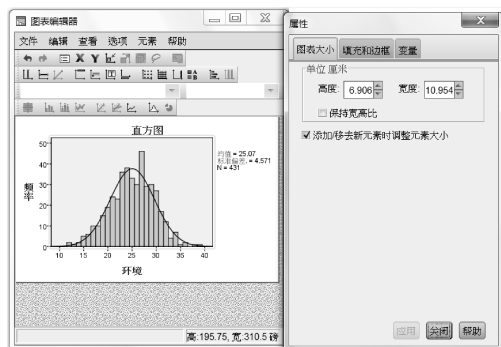 图表编辑器
文件 编辑 查看 选项 元素 帮助
X Y
直方图
均值 = 25.07
标准偏差. = 4.571
N = 431
频率
50
40
30
20
10
0
10 15 20 25 30 35 40
环境
高:195.75, 宽:310.5 磅
属性
图表大小 填充和边框 变量
单位 厘米
高度: 6.906 宽度: 10.954
保持宽高比
添加/移去新元素时调整元素大小
应用 关闭 帮助